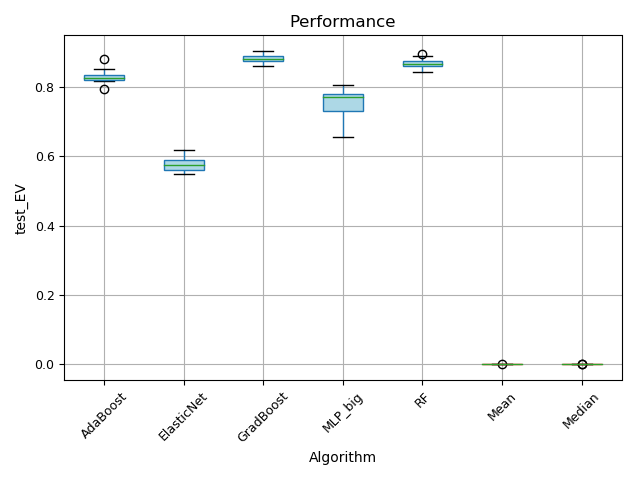 Performance
test_EV
0.8
0.6
0.4
0.2
0.0
AdaBoost
ElasticNet
GradBoost
MLP_big
RF
Mean
Median
Algorithm